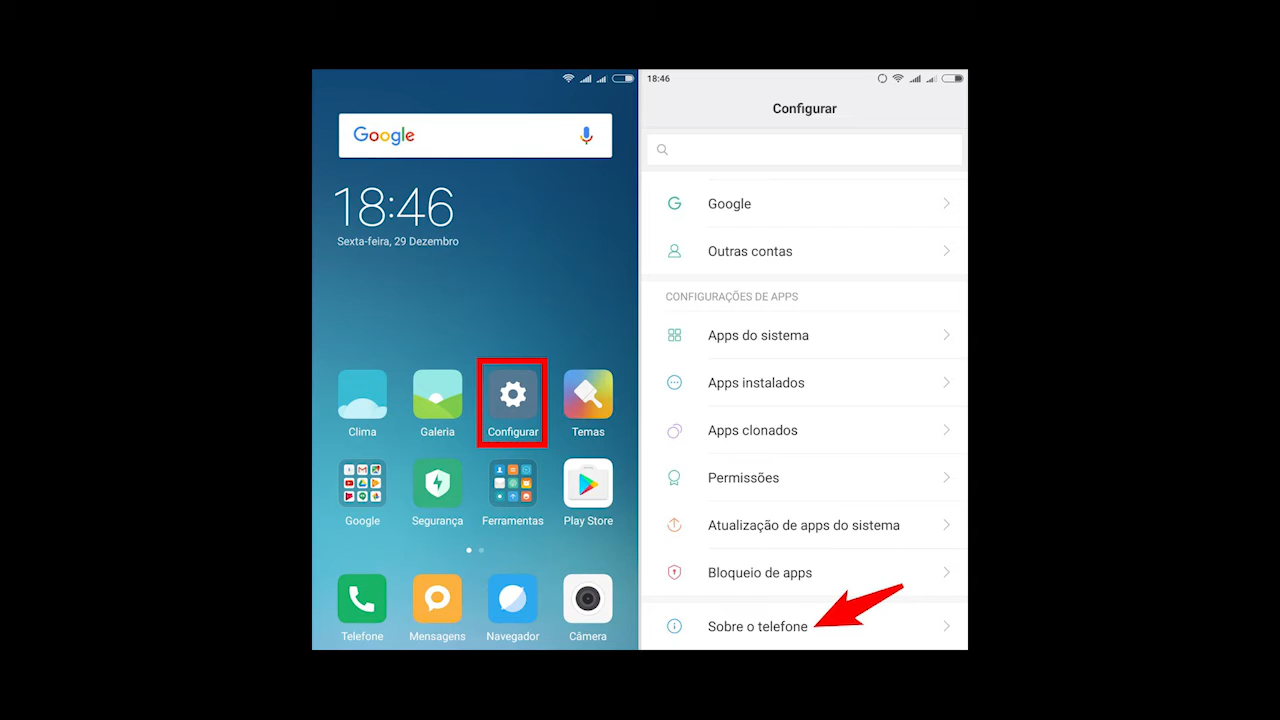 Google
18:46
Sexta-feira, 29 Dezembro
Clima
Galeria
Configurar
Temas
Google
Segurança
Ferramentas
Play Store
Telefone
Mensagens
Navegador
Câmera
18:46
Configurar
Google
Outras contas
CONFIGURAÇÕES DE APPS
Apps do sistema
Apps instalados
Apps clonados
Permissões
Atualização de apps do sistema
Bloqueio de apps
Sobre o telefone